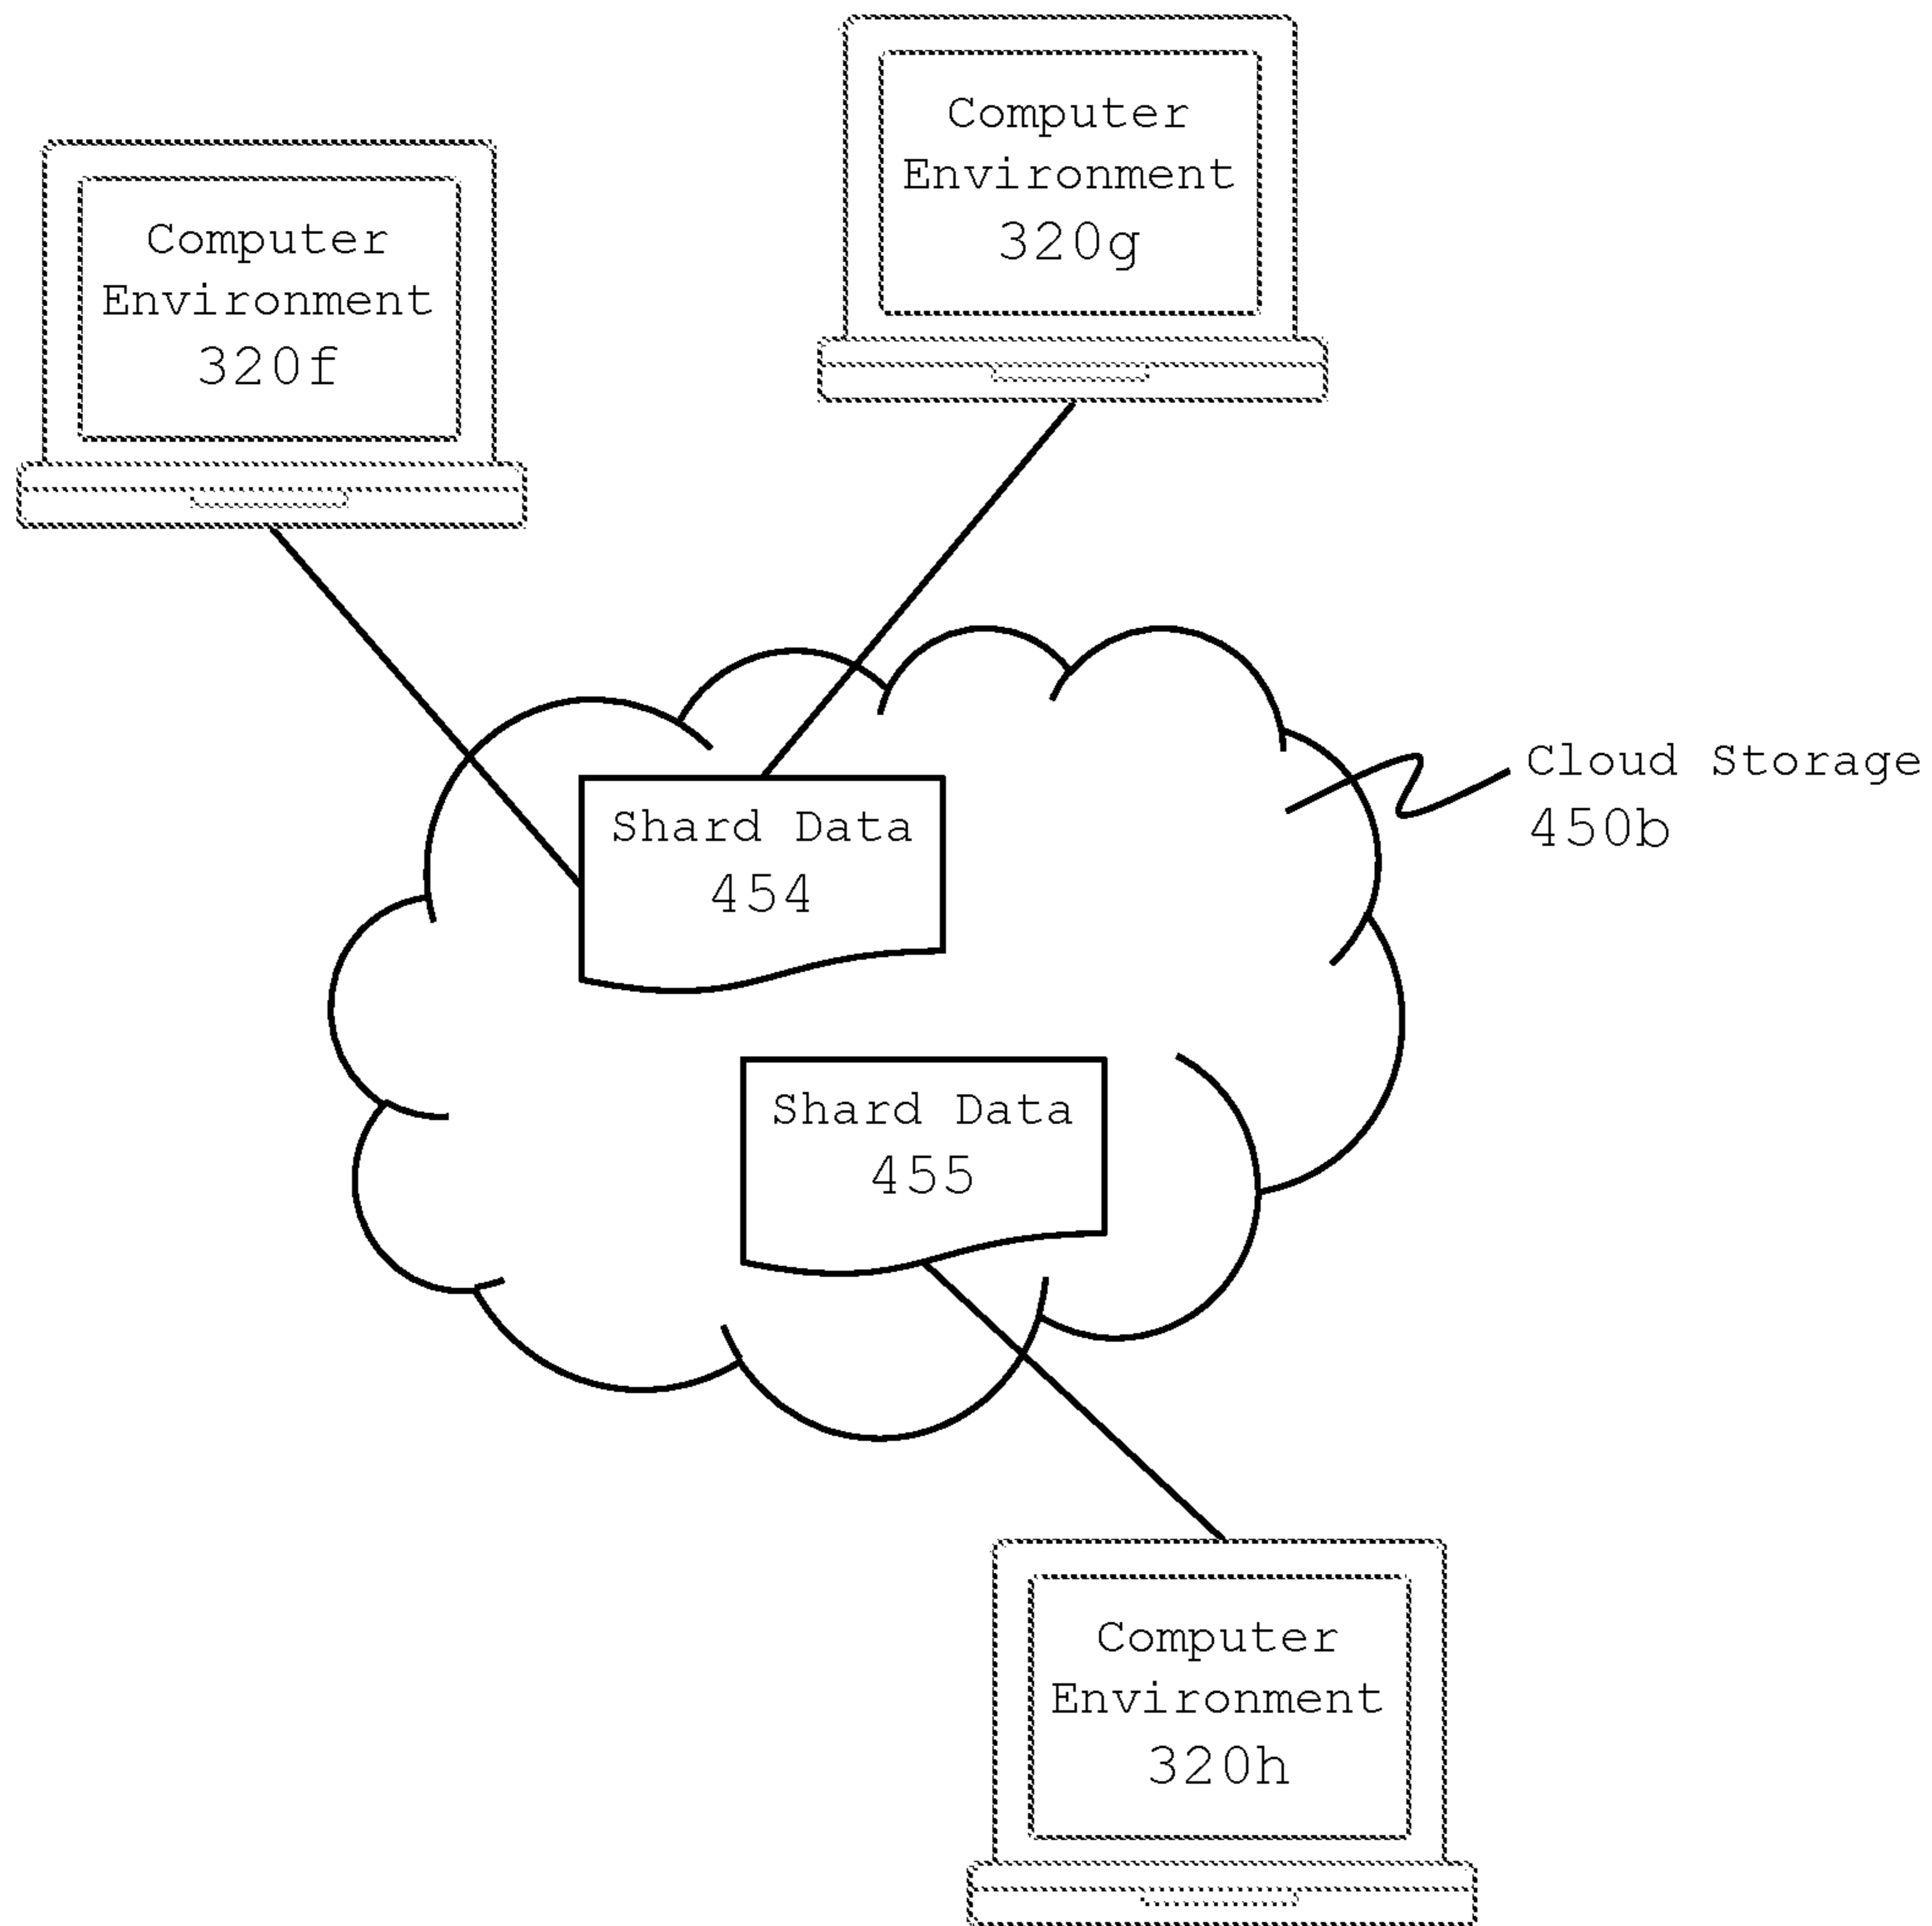 Computer
Environment
320g
Computer
Environment
320f
Cloud Storage
450b
Shard Data
454
Shard Data
455
Computer
Environment
320h